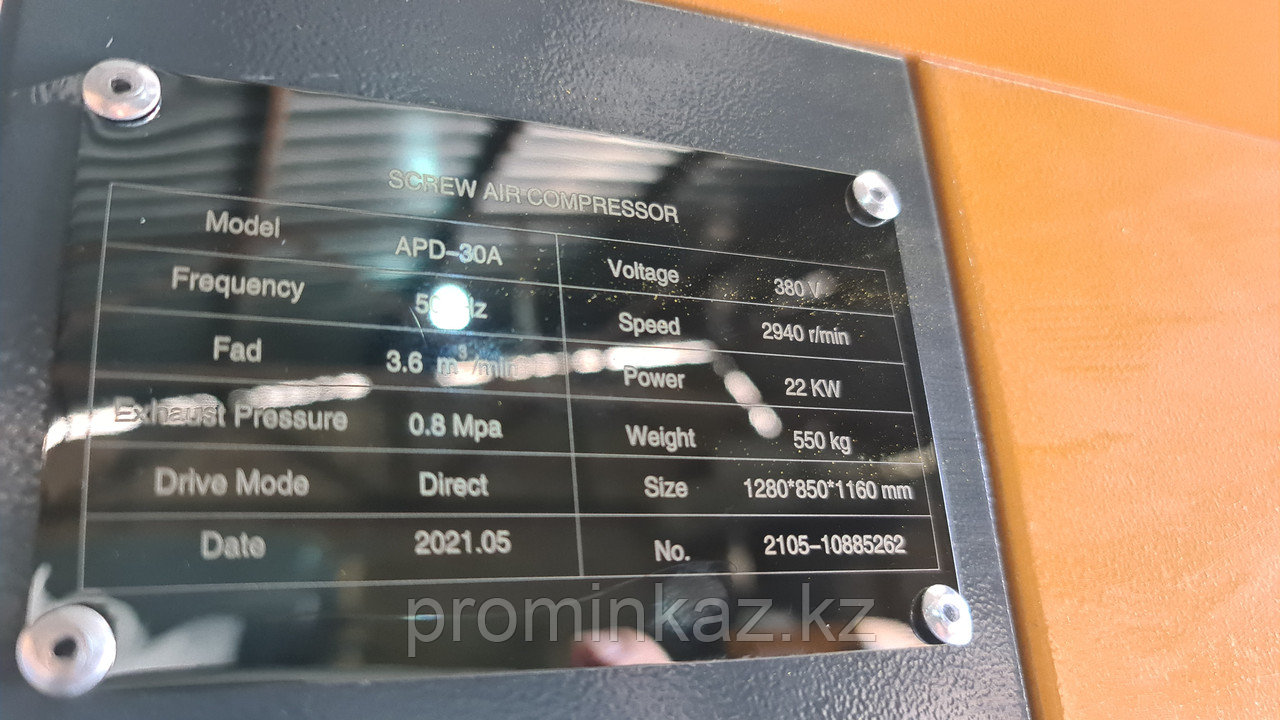 SCREW AIR COMPRESSOR
Model APD-30A Voltage 380 V
Frequency Speed 2940 r/min
Fad 3.6 m³/min Power 22 KW
Exhaust Pressure 0.8 Mpa Weight 550 kg
Drive Mode Direct Size 1280*850*1160 mm
Date 2021.05 No. 2105-10885262
prominkaz.kz